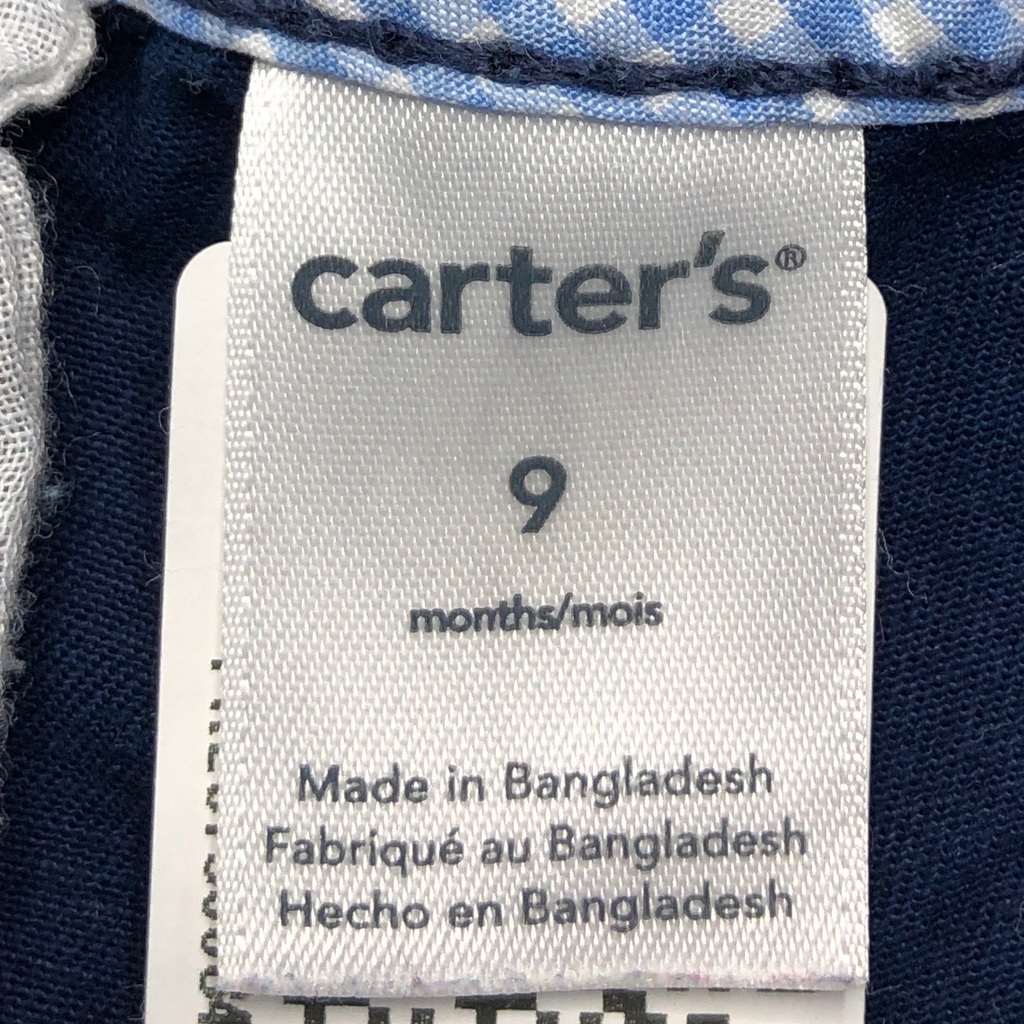 carter's®
9
months/mois
Made in Bangladesh
Fabriqué au Bangladesh
Hecho en Bangladesh